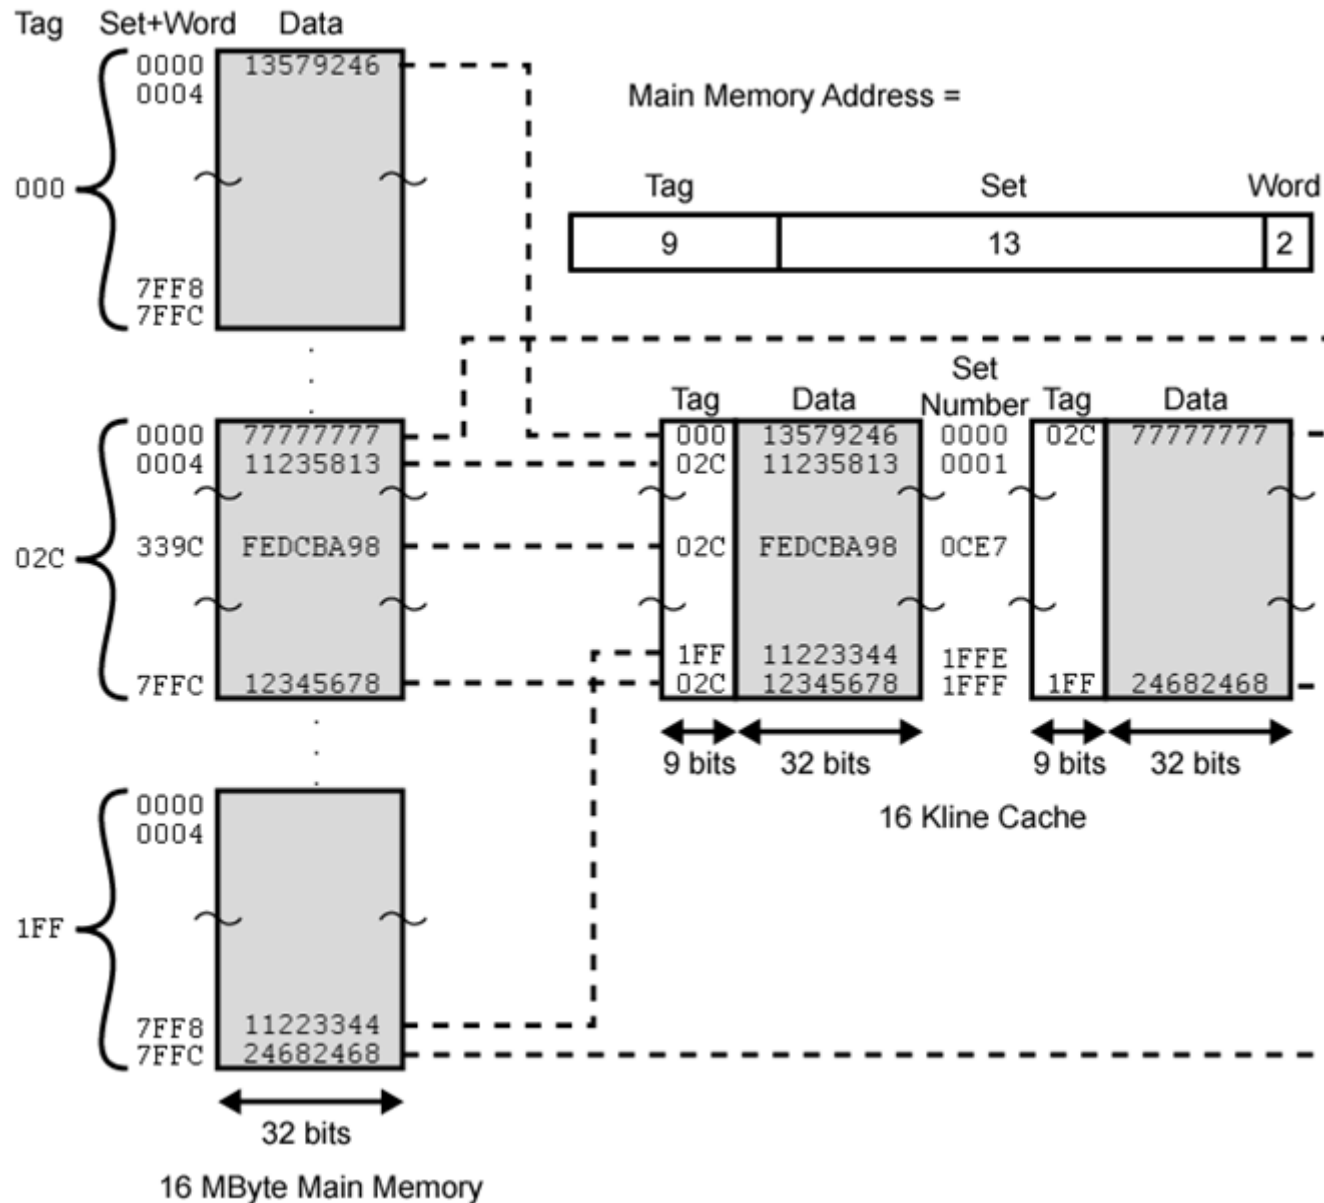 Tag Set+Word Data
0000 13579246
0004
000
7FF8
7FFC
Main Memory Address =
Tag Set Word
9 13 2
0000 77777777
0004 11235813
02C
339C FEDCBA98
7FFC 12345678
Set
Tag Data Number Tag Data
000 13579246 0000 02C 77777777
02C 11235813 0001
02C FEDCBA98 0CE7
1FF 11223344 1FFE
02C 12345678 1FFF 1FF 24682468
9 bits 32 bits 9 bits 32 bits
16 Kline Cache
0000
0004
1FF
7FF8 11223344
7FFC 24682468
32 bits
16 MByte Main Memory